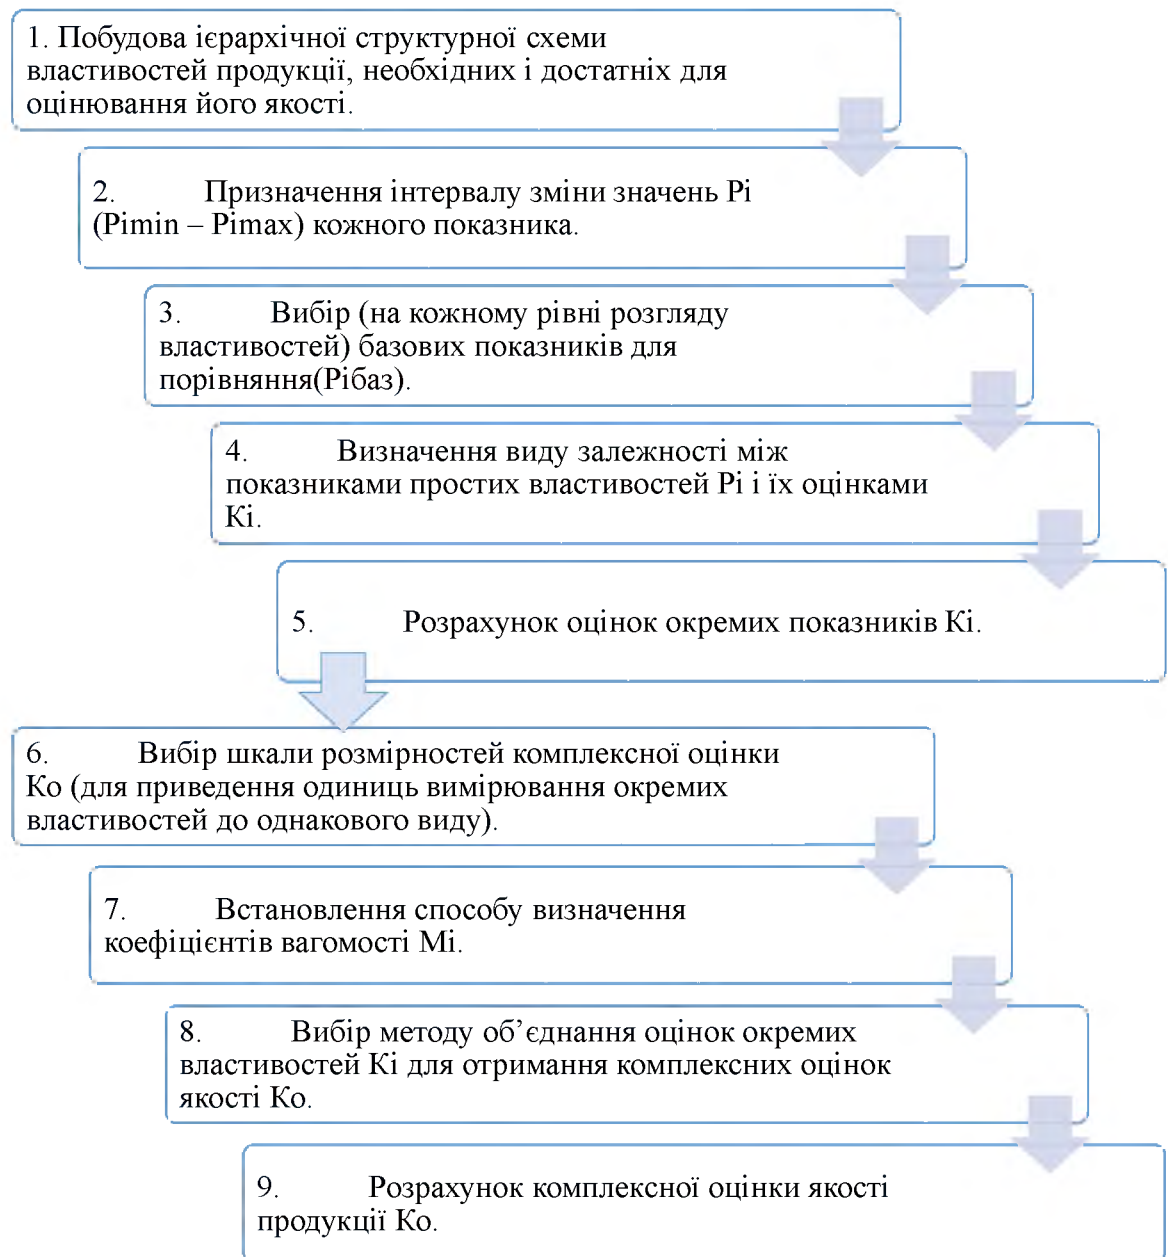 1. Побудова ієрархічної структурної схеми
властивостей продукції, необхідних і достатніх для
оцінювання його якості.
2. Призначення інтервалу зміни значень Рі
(Pimin – Pimax) кожного показника.
3. Вибір (на кожному рівні розгляду
властивостей) базових показників для
порівняння(Рібаз).
4. Визначення виду залежності між
показниками простих властивостей Рі і їх оцінками
Кі.
5. Розрахунок оцінок окремих показників Кі.
6. Вибір шкали розмірностей комплексної оцінки
Ко (для приведення одиниць вимірювання окремих
властивостей до однакового виду).
7. Встановлення способу визначення
коефіцієнтів вагомості Мі.
8. Вибір методу об’єднання оцінок окремих
властивостей Кі для отримання комплексних оцінок
якості Ко.
9. Розрахунок комплексної оцінки якості
продукції Ко.